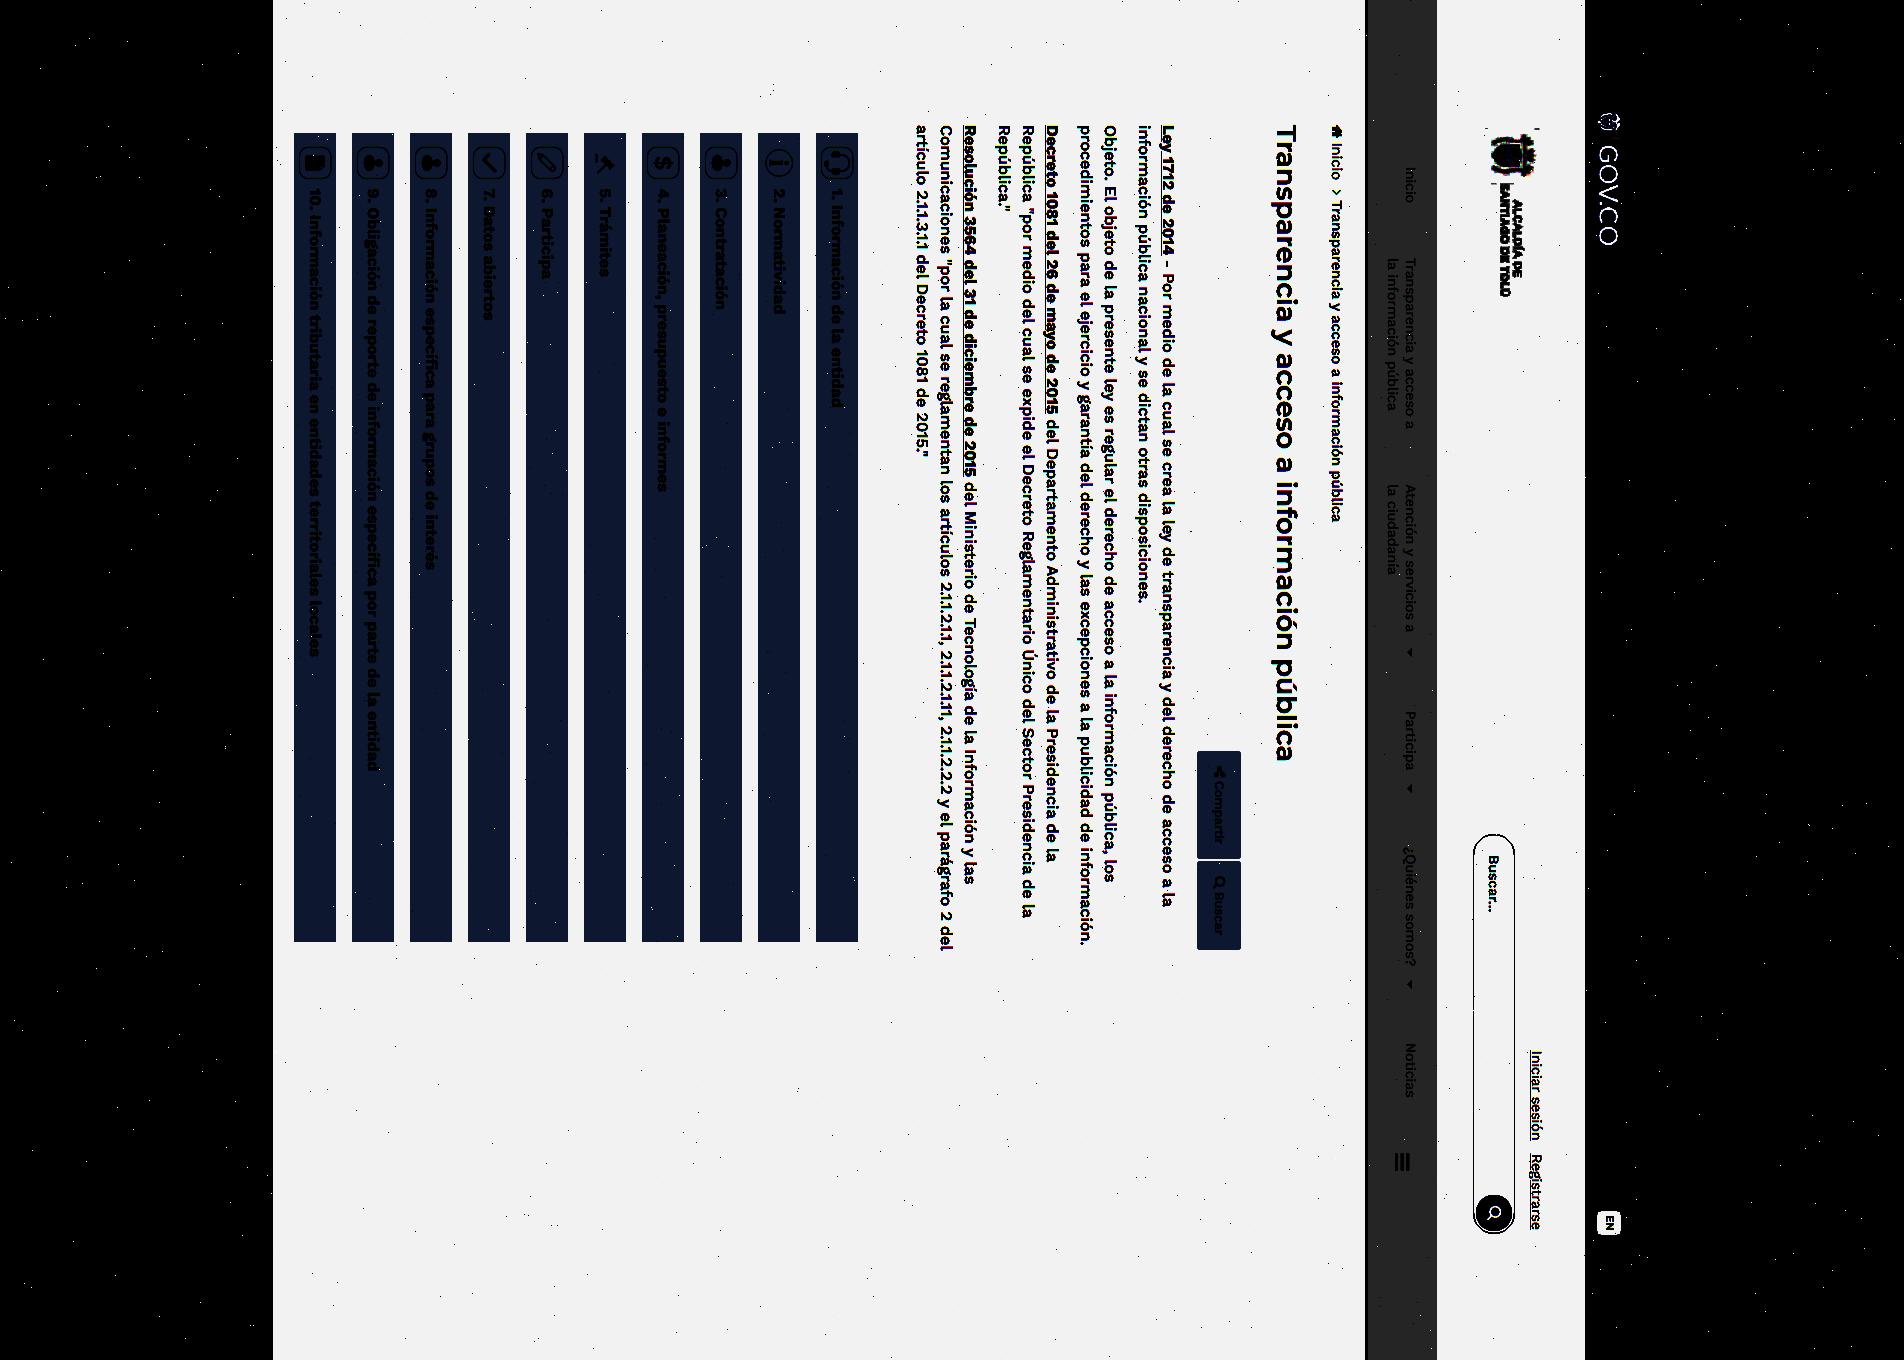 GOV.CO
EN
Iniciar sesión Registrarse
ALCALDÍA DE
SANTIAGO DE TOLÚ
Buscar...
Inicio
Transparencia y acceso a
la información pública
Atención y servicios a
la ciudadanía
Participa
¿Quiénes somos?
Noticias
Inicio > Transparencia y acceso a información pública
Transparencia y acceso a información pública
Compartir
Buscar
Ley 1712 de 2014 - Por medio de la cual se crea la ley de transparencia y del derecho de acceso a la
información pública nacional y se dictan otras disposiciones.
Objeto. El objeto de la presente ley es regular el derecho de acceso a la información pública, los
procedimientos para el ejercicio y garantía del derecho y las excepciones a la publicidad de información.
Decreto 1081 del 26 de mayo de 2015 del Departamento Administrativo de la Presidencia de la
República "por medio del cual se expide el Decreto Reglamentario Único del Sector Presidencia de la
República."
Resolución 3564 del 31 de diciembre de 2015 del Ministerio de Tecnología de la Información y las
Comunicaciones "por la cual se reglamentan los artículos 2.1.1.2.1.1, 2.1.1.2.1.11, 2.1.1.2.2.2 y el parágrafo 2 del
artículo 2.1.1.3.1.1 del Decreto 1081 de 2015."
1. Información de la entidad
2. Normatividad
3. Contratación
4. Planeación, presupuesto e informes
5. Trámites
6. Participa
7. Datos abiertos
8. Información específica para grupos de interés
9. Obligación de reporte de información específica por parte de la entidad
10. Información tributaria en entidades territoriales locales